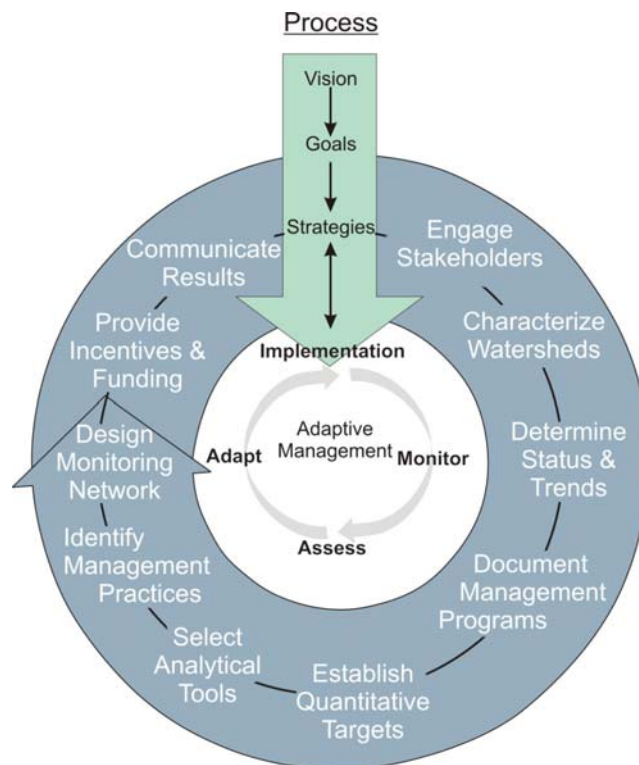 Process
Vision
Goals
Strategies
Implementation
Engage
Stakeholders
Characterize
Watersheds
Determine
Status &
Trends
Document
Management
Programs
Establish
Quantitative
Targets
Select
Analytical
Tools
Identify
Management
Practices
Design
Monitoring
Network
Provide
Incentives &
Funding
Communicate
Results
Adaptive
Management
Monitor
Assess
Adapt